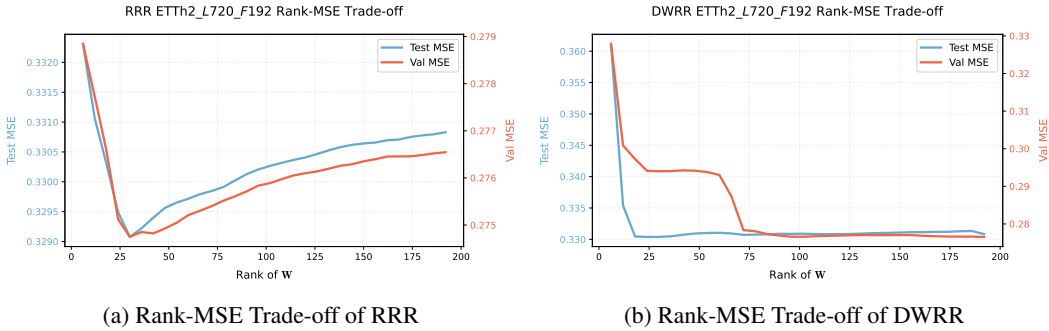 RRR ETTh2_L720_F192 Rank-MSE Trade-off
Test MSE
Val MSE
0.3320
0.3315
0.3310
0.3305
0.3300
0.3295
0.3290
Test MSE
0.279
0.278
0.277
0.276
0.275
Val MSE
0 25 50 75 100 125 150 175 200
Rank of W
(a) Rank-MSE Trade-off of RRR
DWRR ETTh2_L720_F192 Rank-MSE Trade-off
Test MSE
Val MSE
0.360
0.355
0.350
0.345
0.340
0.335
0.330
Test MSE
0.33
0.32
0.31
0.30
0.29
0.28
Val MSE
0 25 50 75 100 125 150 175 200
Rank of W
(b) Rank-MSE Trade-off of DWRR